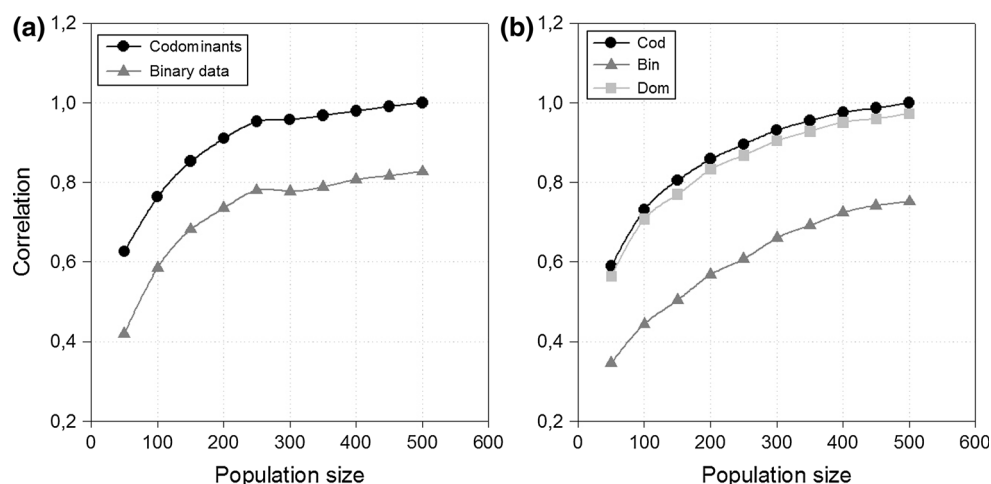 (a)
1,2
1,0
0,8
0,6
0,4
0,2
Correlation
Codominants
Binary data
0 100 200 300 400 500 600
Population size
(b)
1,2
1,0
0,8
0,6
0,4
0,2
Cod
Bin
Dom
0 100 200 300 400 500 600
Population size